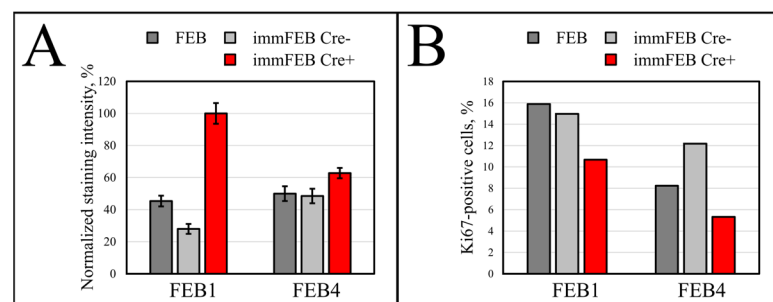 A
FEB immFEB Cre-
immFEB Cre+
Normalized staining intensity, %
120
100
80
60
40
20
0
FEB1 FEB4
B
FEB immFEB Cre-
immFEB Cre+
Ki67-positive cells, %
18
16
14
12
10
8
6
4
2
0
FEB1 FEB4